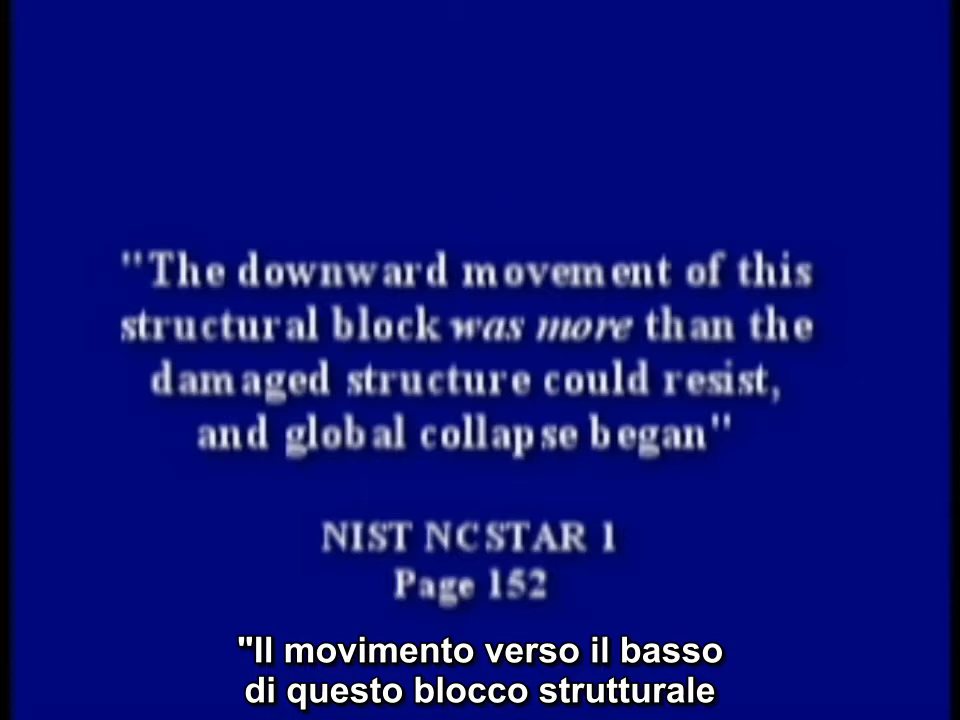 "The downward movement of this
structural block was more than the
damaged structure could resist,
and global collapse began"
NIST NCSTAR 1
Page 152
"Il movimento verso il basso
di questo blocco strutturale